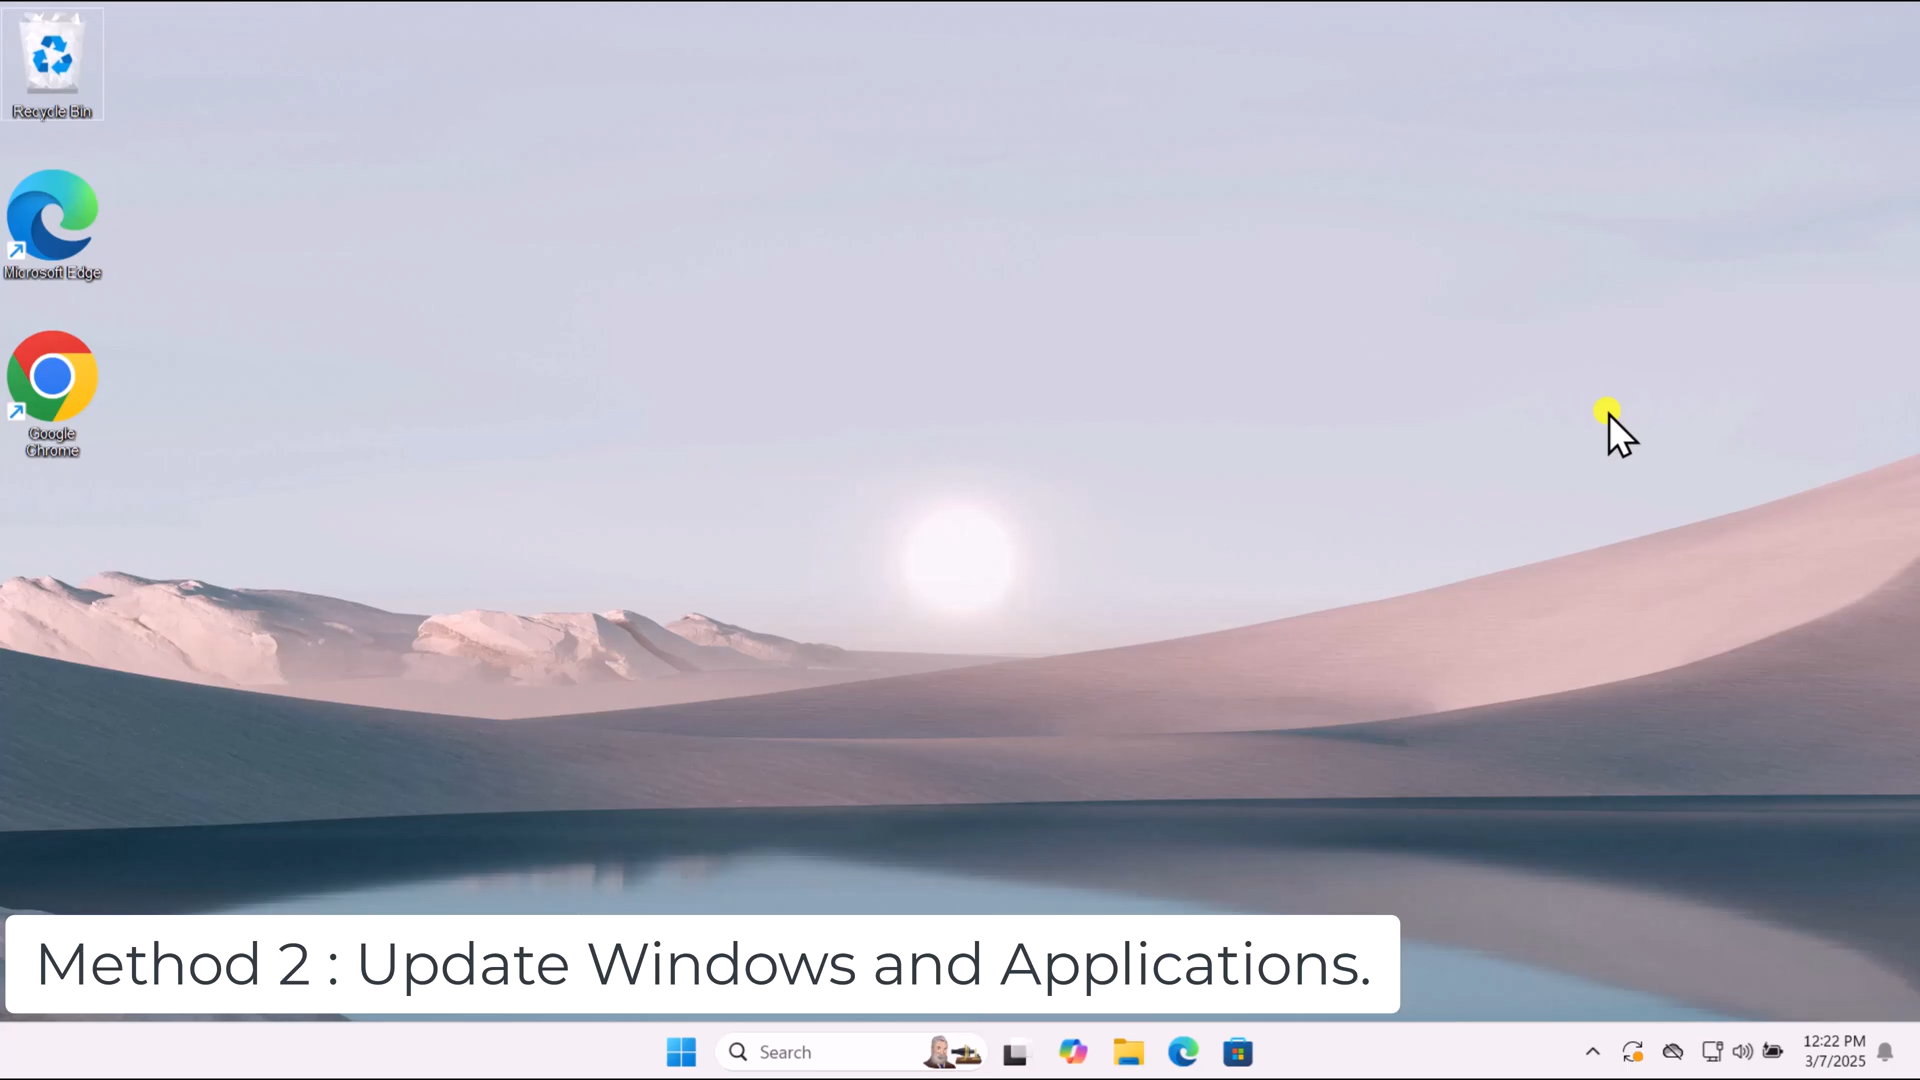 Recycle Bin
Microsoft Edge
Google
Chrome
Method 2 : Update Windows and Applications.
Search
12:22 PM
3/7/2025